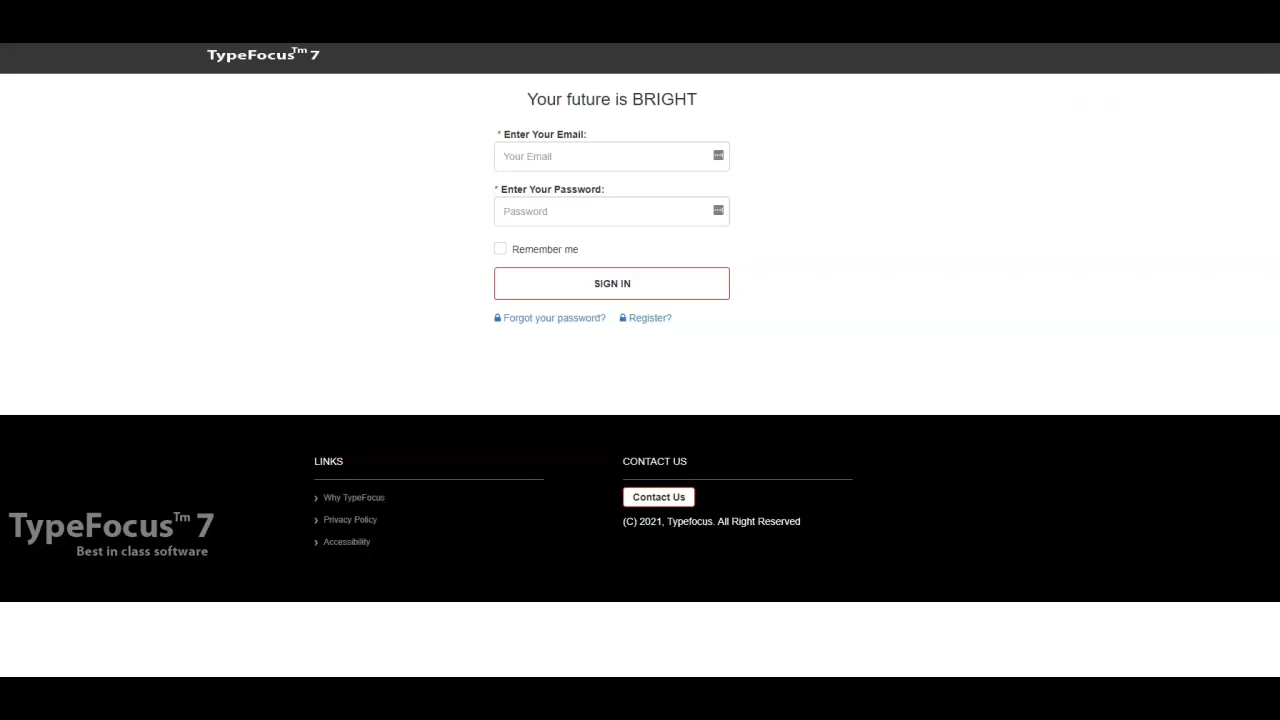 TypeFocus™ 7
Your future is BRIGHT
* Enter Your Email:
Your Email
* Enter Your Password:
Password
Remember me
SIGN IN
Forgot your password? Register?
LINKS
Why TypeFocus
Privacy Policy
Accessibility
CONTACT US
Contact Us
(C) 2021, Typefocus. All Right Reserved
TypeFocus™ 7
Best in class software